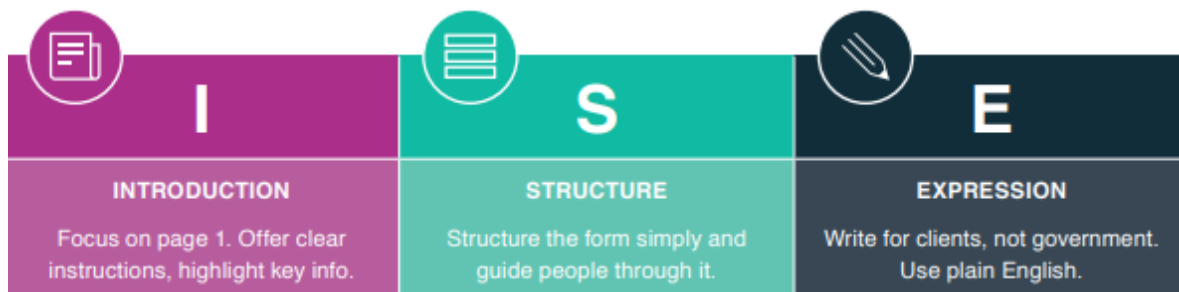 I
S
E
INTRODUCTION
Focus on page 1. Offer clear
instructions, highlight key info.
STRUCTURE
Structure the form simply and
guide people through it.
EXPRESSION
Write for clients, not government.
Use plain English.